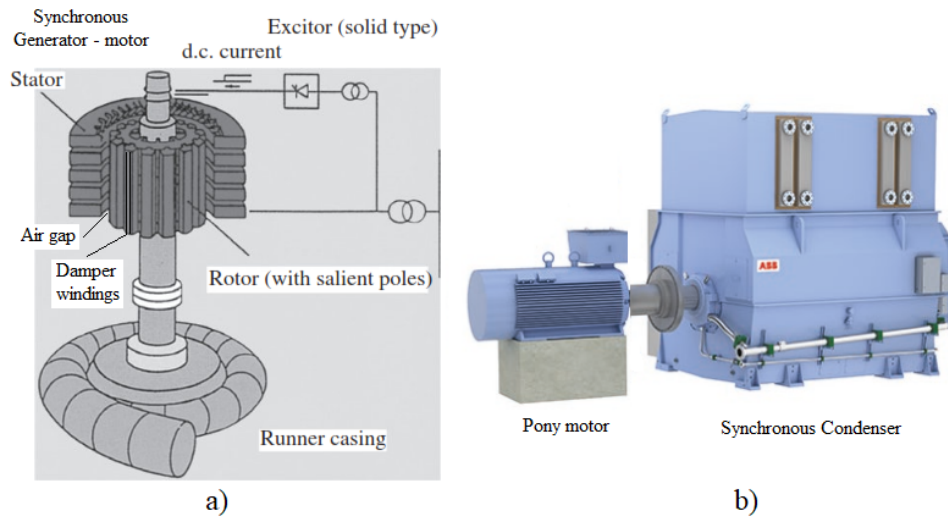 Synchronous
Generator - motor
Excitor (solid type)
d.c. current
Stator
Air gap
Damper
windings
Rotor (with salient poles)
Runner casing
a)
ABB
Pony motor
Synchronous Condenser
b)